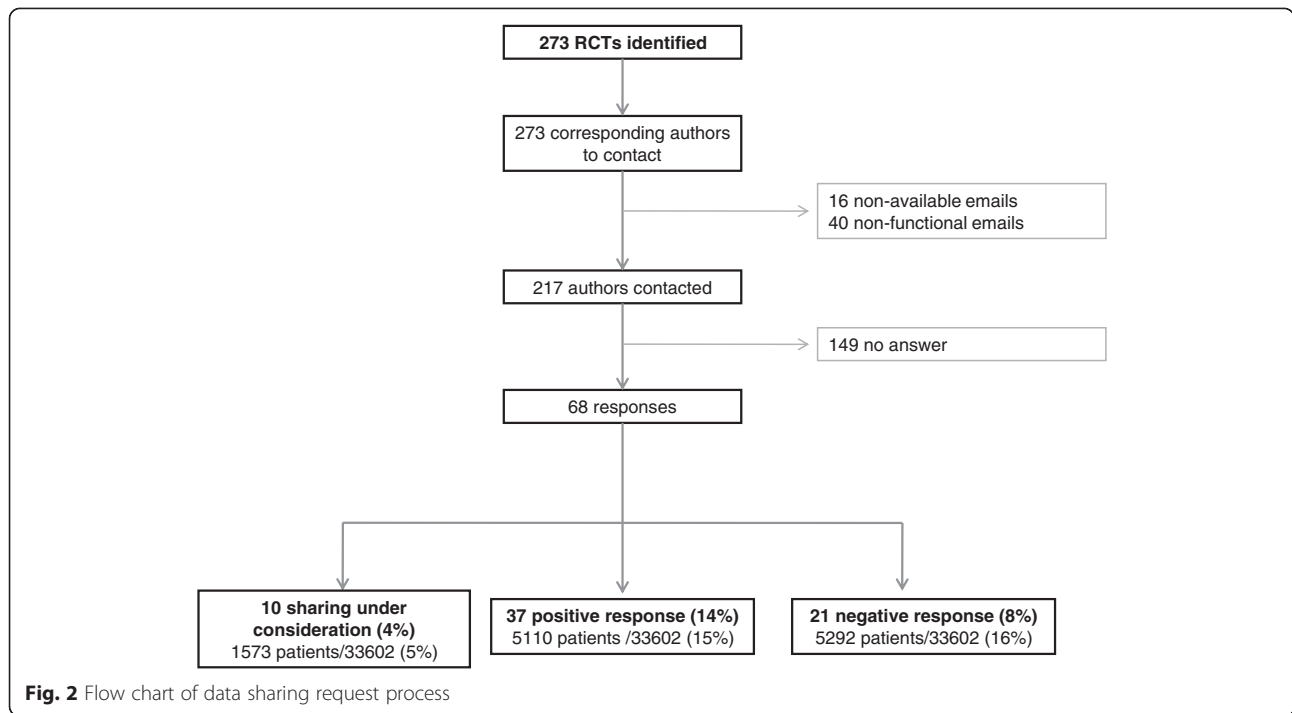 273 RCTs identified
273 corresponding authors
to contact
16 non-available emails
40 non-functional emails
217 authors contacted
149 no answer
68 responses
10 sharing under
consideration (4%)
1573 patients/33602 (5%)
37 positive response (14%)
5110 patients /33602 (15%)
21 negative response (8%)
5292 patients/33602 (16%)
Fig. 2 Flow chart of data sharing request process